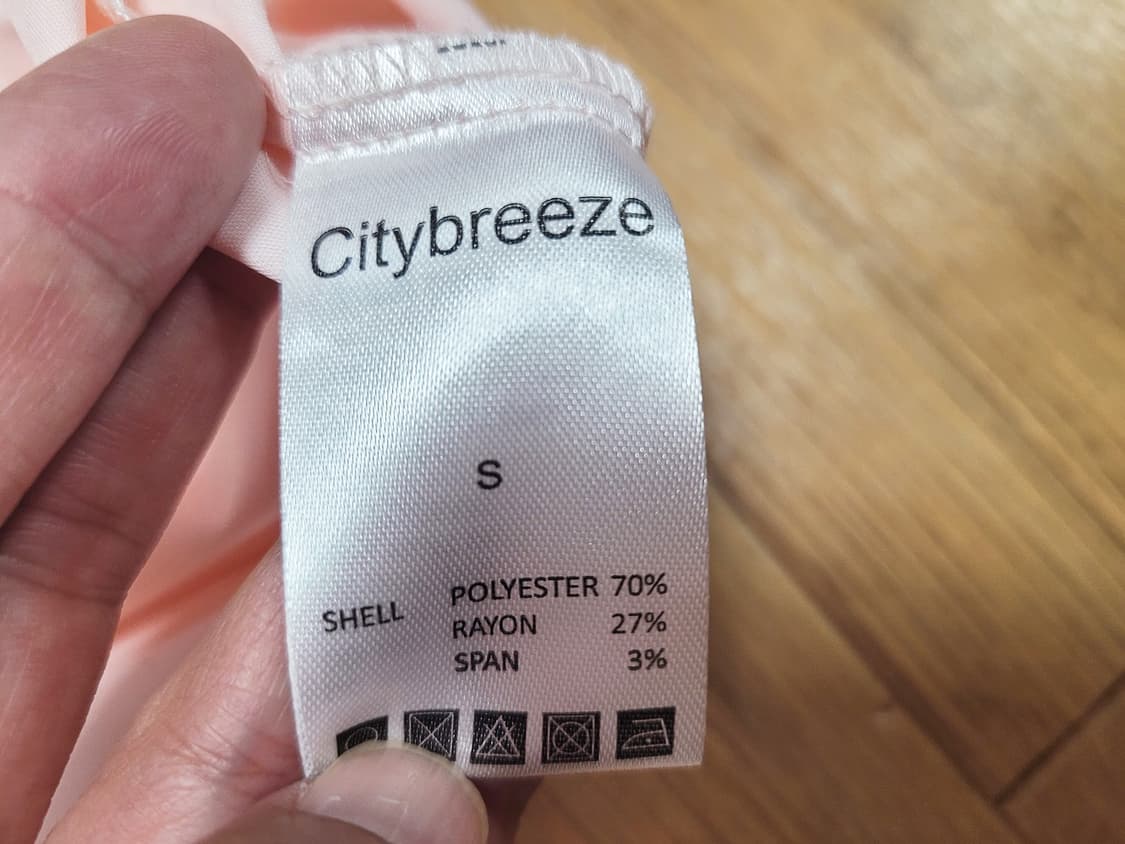 Citybreeze
S
SHELL POLYESTER 70%
RAYON 27%
SPAN 3%